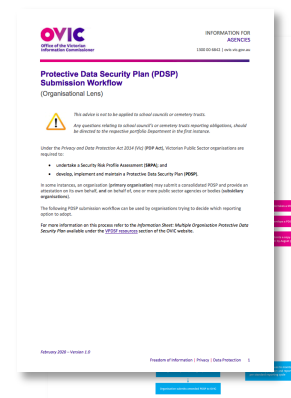 OVIC
Office of the Victorian
Information Commissioner
INFORMATION FOR
AGENCIES
1300 00 6842 | ovic.vic.gov.au
Protective Data Security Plan (PDSP)
Submission Workflow
(Organisational Lens)
This advice is not to be applied to school councils or cemetery trusts.
Any questions relating to school council's or cemetery trusts reporting obligations, should
be directed to the respective portfolio Department in the first instance.
Under the Privacy and Data Protection Act 2014 (Vic) (PDP Act), Victorian Public Sector organisations are
required to:
• undertake a Security Risk Profile Assessment (SRPA); and
• develop, implement and maintain a Protective Data Security Plan (PDSP).
In some instances, an organisation (primary organisation) may submit a consolidated PDSP and provide an
attestation on its own behalf, and on behalf of, one or more public sector agencies or bodies (subsidiary
organisations).
The following PDSP submission workflow can be used by organisations trying to decide which reporting
option to adopt.
For more information on this process refer to the Information Sheet: Multiple Organisation Protective Data
Security Plan available under the VPDSF resources section of the OVIC website.
February 2020 – Version 1.0
Freedom of Information | Privacy | Data Protection 1